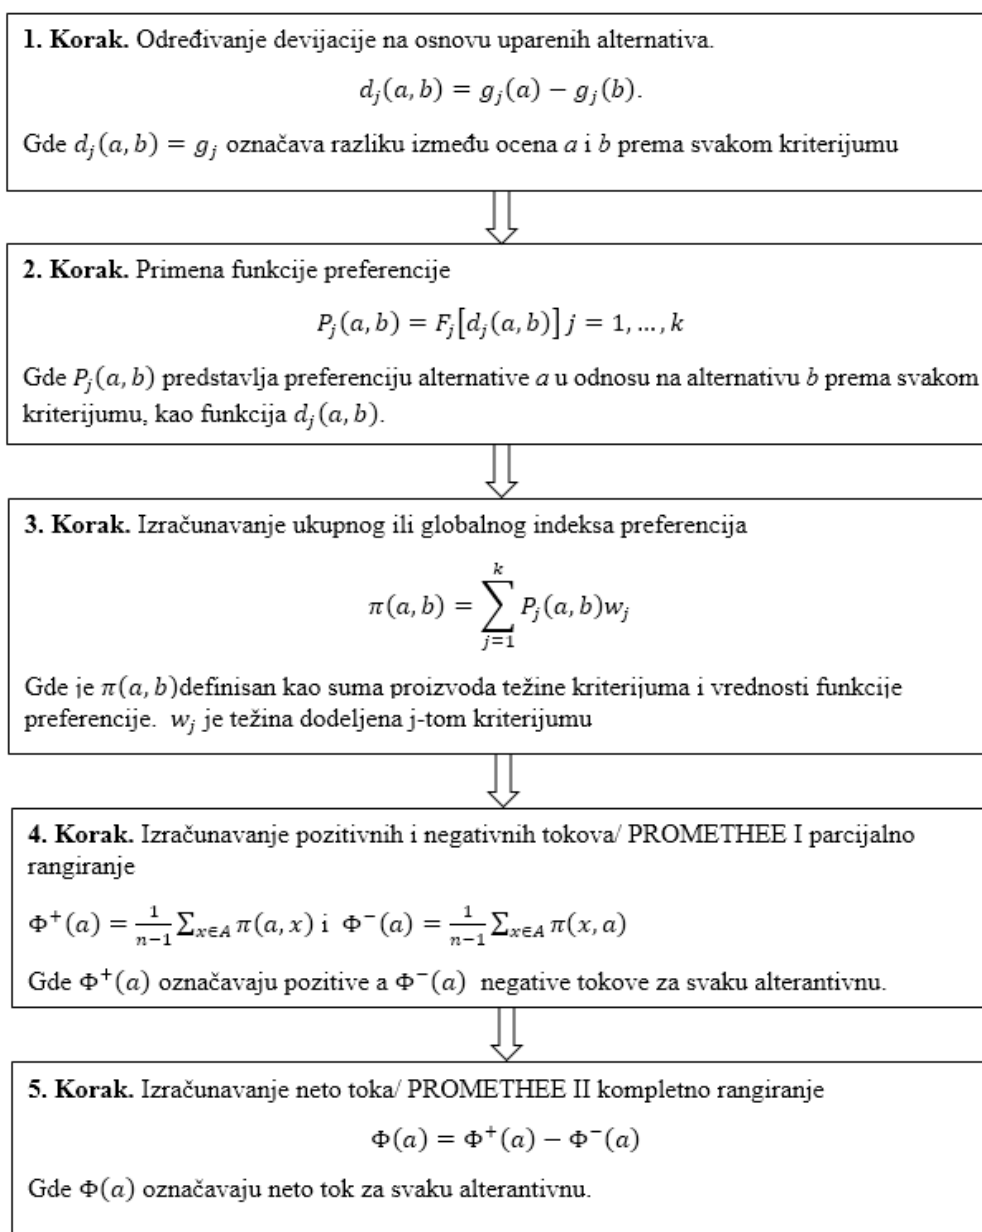 1. Korak. Određivanje devijacije na osnovu uparenih alternativa.
d_j(a, b) = g_j(a) − g_j(b).
Gde d_j(a, b) = g_j označava razliku između ocena a i b prema svakom kriterijumu
2. Korak. Primena funkcije preferencije
P_j(a, b) = F_j[d_j(a, b)] j = 1, … , k
Gde P_j(a, b) predstavlja preferenciju alternative a u odnosu na alternativu b prema svakom
kriterijumu, kao funkcija d_j(a, b).
3. Korak. Izračunavanje ukupnog ili globalnog indeksa preferencija
π(a, b) = ∑_{j=1}^{k} P_j(a, b)w_j
Gde je π(a, b)definisan kao suma proizvoda težine kriterijuma i vrednosti funkcije
preferencije. w_j je težina dodeljena j-tom kriterijumu
4. Korak. Izračunavanje pozitivnih i negativnih tokova/ PROMETHEE I parcijalno
rangiranje
Φ⁺(a) = 1/(n−1) ∑_{x∈A} π(a, x) i Φ⁻(a) = 1/(n−1) ∑_{x∈A} π(x, a)
Gde Φ⁺(a) označavaju pozitive a Φ⁻(a) negative tokove za svaku alterantivnu.
5. Korak. Izračunavanje neto toka/ PROMETHEE II kompletno rangiranje
Φ(a) = Φ⁺(a) − Φ⁻(a)
Gde Φ(a) označavaju neto tok za svaku alterantivnu.